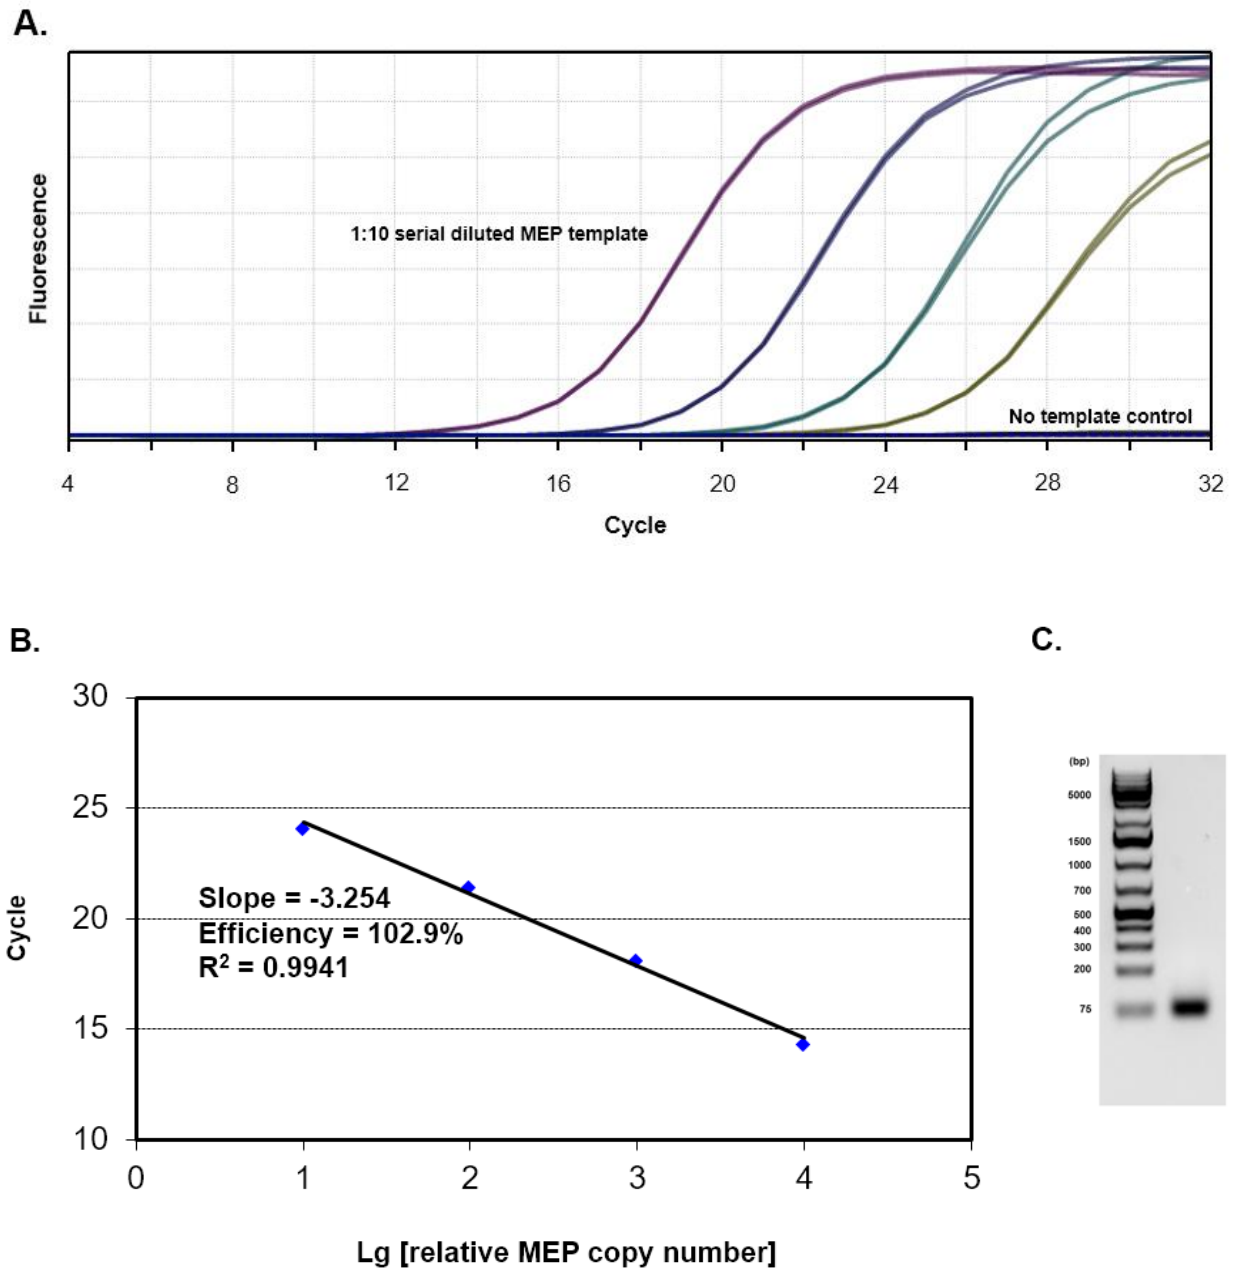 A.
Fluorescence
1:10 serial diluted MEP template
No template control
4 8 12 16 20 24 28 32
Cycle
B.
30
25
20
15
10
Cycle
Slope = -3.254
Efficiency = 102.9%
R² = 0.9941
0 1 2 3 4 5
Lg [relative MEP copy number]
C.
(bp)
5000
1500
1000
700
500
400
300
200
75